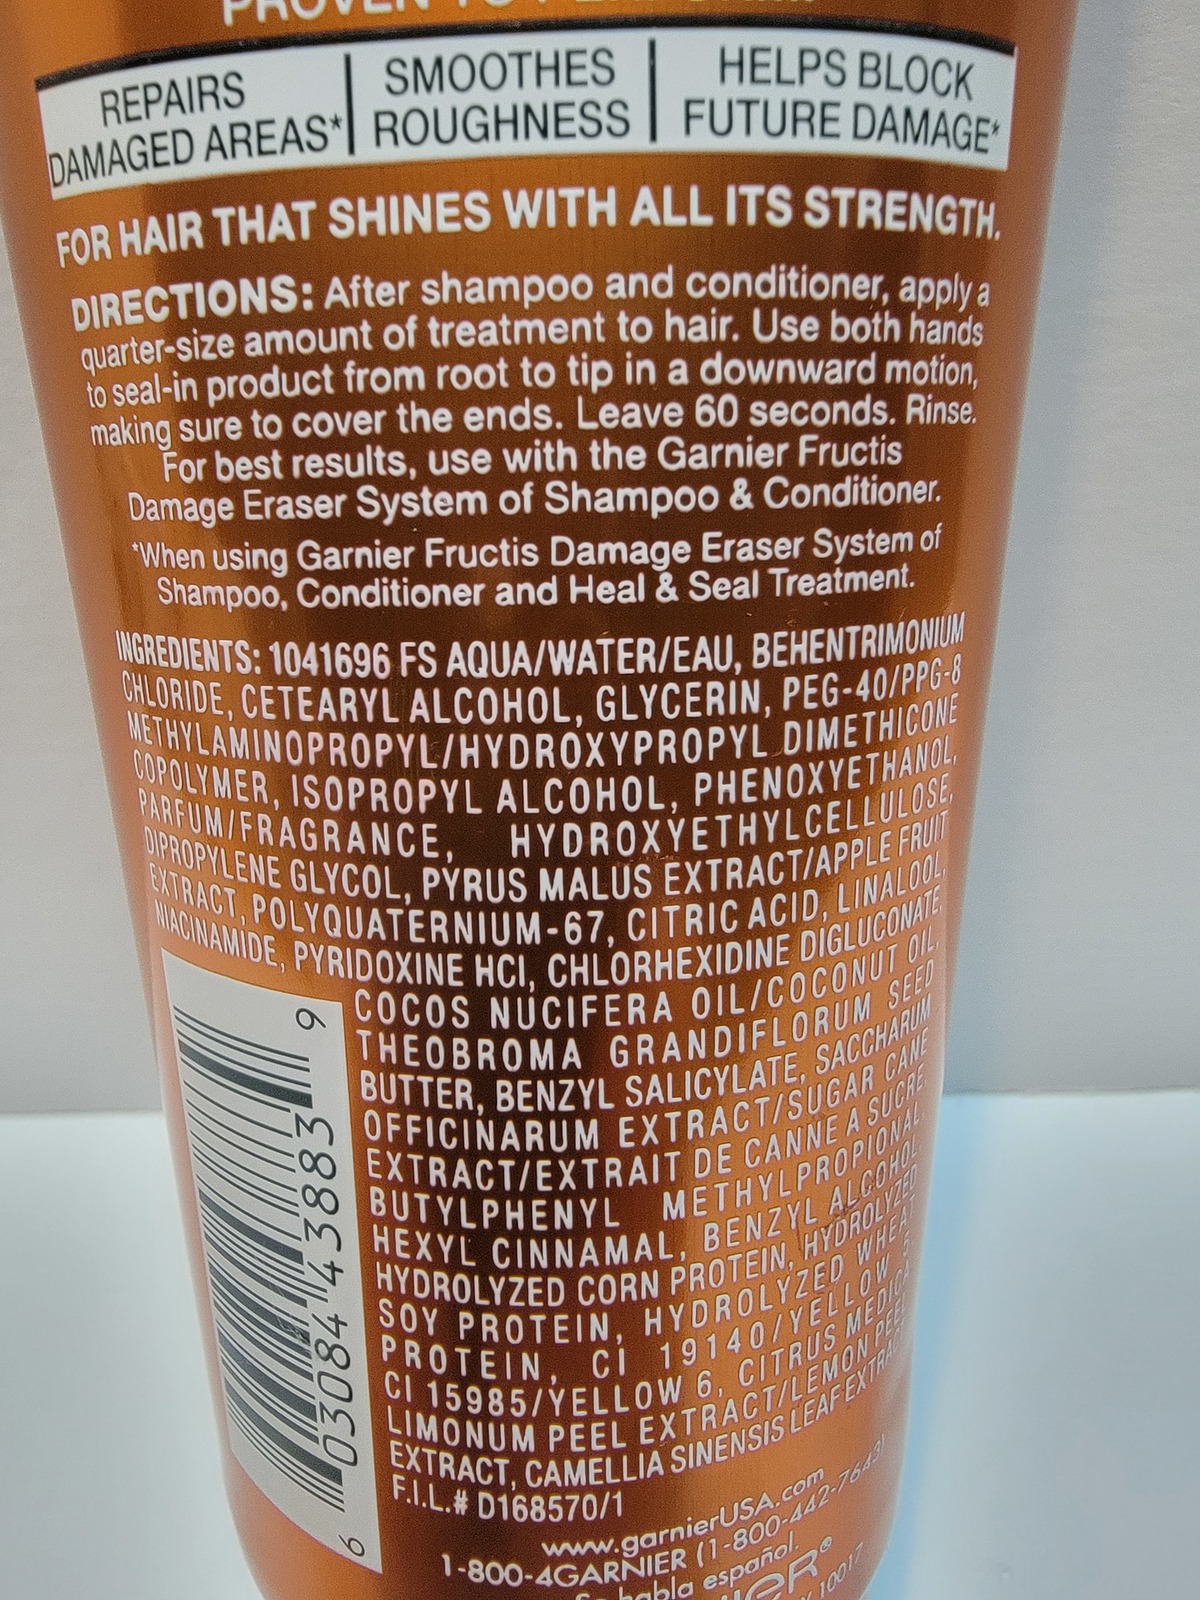 PROVEN TO
REPAIRS
DAMAGED AREAS*
SMOOTHES
ROUGHNESS
HELPS BLOCK
FUTURE DAMAGE*
FOR HAIR THAT SHINES WITH ALL ITS STRENGTH.
DIRECTIONS: After shampoo and conditioner, apply a
quarter-size amount of treatment to hair. Use both hands
to seal-in product from root to tip in a downward motion,
making sure to cover the ends. Leave 60 seconds. Rinse.
For best results, use with the Garnier Fructis
Damage Eraser System of Shampoo & Conditioner.
*When using Garnier Fructis Damage Eraser System of
Shampoo, Conditioner and Heal & Seal Treatment.
INGREDIENTS: 1041696 FS AQUA/WATER/EAU, BEHENTRIMONIUM
CHLORIDE, CETEARYL ALCOHOL, GLYCERIN, PEG-40/PPG-8
METHYLAMINOPROPYL/HYDROXYPROPYL DIMETHICONE
COPOLYMER, ISOPROPYL ALCOHOL, PHENOXYETHANOL,
PARFUM/FRAGRANCE, HYDROXYETHYLCELLULOSE,
DIPROPYLENE GLYCOL, PYRUS MALUS EXTRACT/APPLE FRUIT
EXTRACT, POLYQUATERNIUM-67, CITRIC ACID, LINALOOL,
NIACINAMIDE, PYRIDOXINE HCl, CHLORHEXIDINE DIGLUCONATE,
COCOS NUCIFERA OIL/COCONUT OIL,
THEOBROMA GRANDIFLORUM SEED
BUTTER, BENZYL SALICYLATE, SACCHARUM
OFFICINARUM EXTRACT/SUGAR CANE
EXTRACT/EXTRAIT DE CANNE A SUCRE,
BUTYLPHENYL METHYLPROPIONAL,
HEXYL CINNAMAL, BENZYL ALCOHOL,
HYDROLYZED CORN PROTEIN, HYDROLYZED
SOY PROTEIN, HYDROLYZED WHEAT
PROTEIN, CI 19140/YELLOW 5,
CI 15985/YELLOW 6, CITRUS MEDICA
LIMONUM PEEL EXTRACT/LEMON PEEL
EXTRACT, CAMELLIA SINENSIS LEAF EXTRACT
F.I.L.# D168570/1
6 03084 43883 9
www.garnierUSA.com
1-800-4GARNIER (1-800-442-7643)
Se habla español.
10017